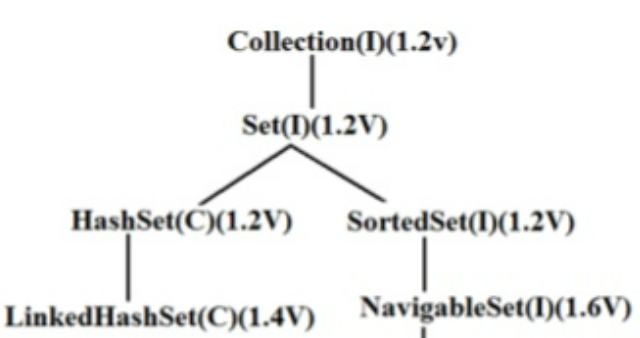 Collection(I)(1.2v)
Set(I)(1.2V)
HashSet(C)(1.2V) SortedSet(I)(1.2V)
LinkedHashSet(C)(1.4V) NavigableSet(I)(1.6V)